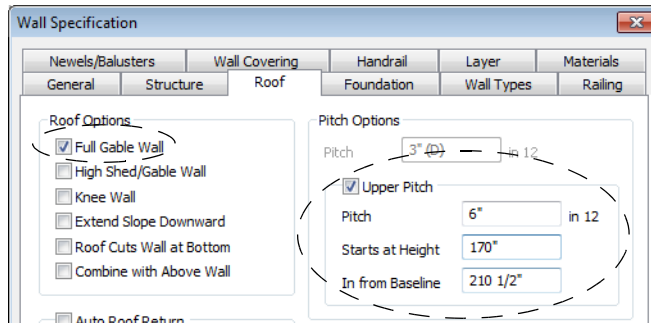 Wall Specification
Newels/Balusters Wall Covering Handrail Layer Materials
General Structure Roof Foundation Wall Types Railing
Roof Options
Full Gable Wall
High Shed/Gable Wall
Knee Wall
Extend Slope Downward
Roof Cuts Wall at Bottom
Combine with Above Wall
Auto Roof Return
Pitch Options
Pitch 3" (D) in 12
Upper Pitch
Pitch 6" in 12
Starts at Height 170"
In from Baseline 210 1/2"